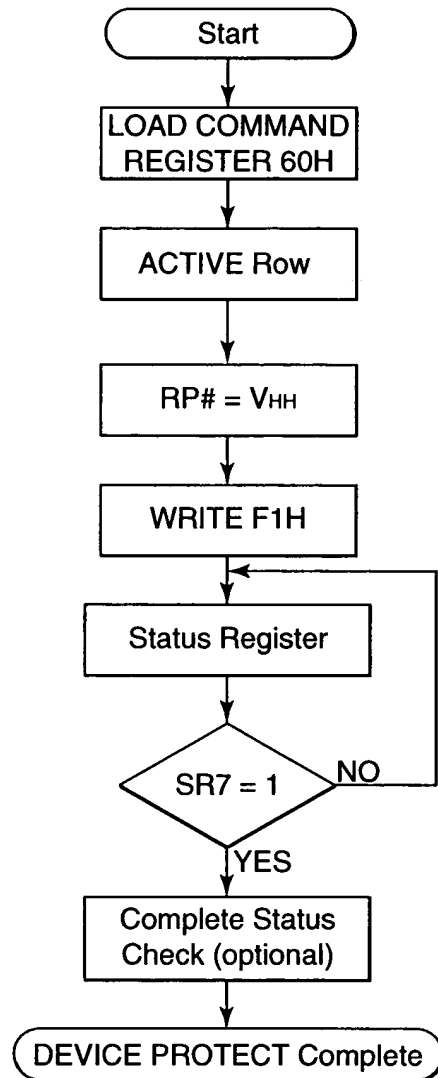 Start
LOAD COMMAND
REGISTER 60H
ACTIVE Row
RP# = VHH
WRITE F1H
Status Register
SR7 = 1
NO
YES
Complete Status
Check (optional)
DEVICE PROTECT Complete